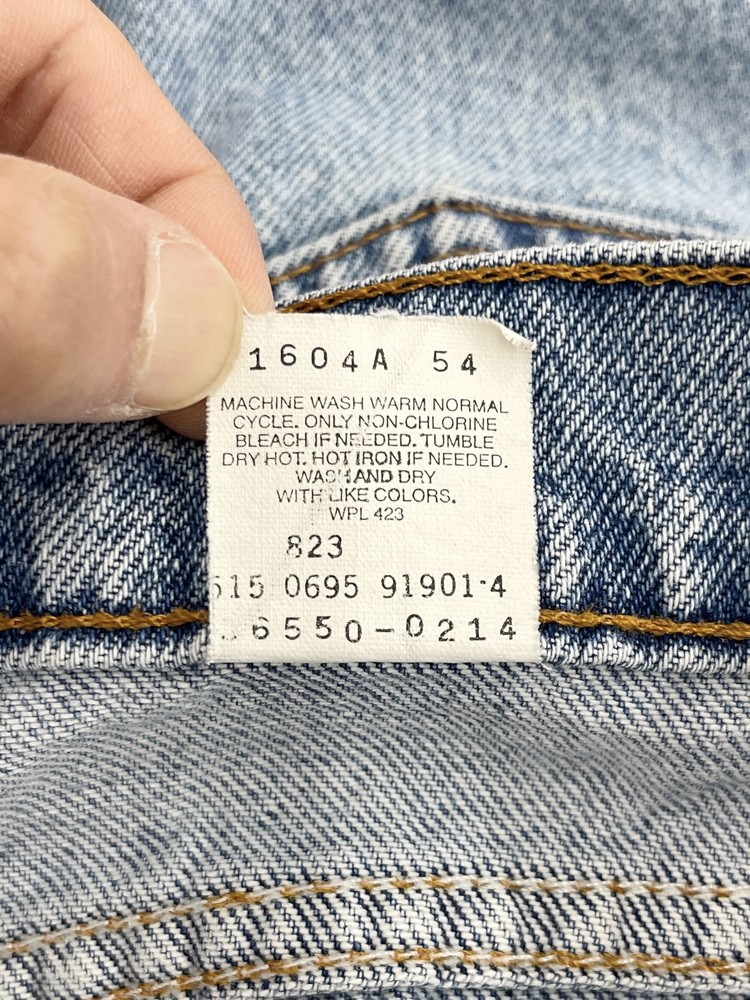 1604A 54
MACHINE WASH WARM NORMAL
CYCLE. ONLY NON-CHLORINE
BLEACH IF NEEDED. TUMBLE
DRY HOT. HOT IRON IF NEEDED.
WASH AND DRY
WITH LIKE COLORS.
WPL 423
823
515 0695 91901·4
6550-0214